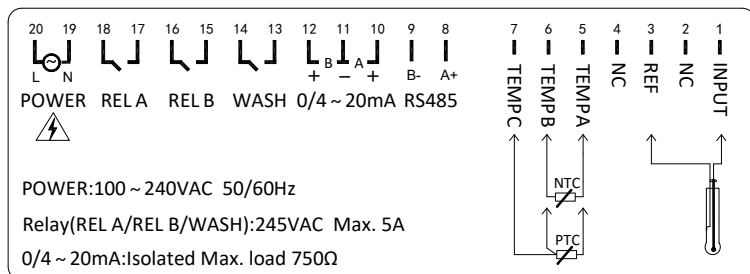 20 19 18 17 16 15 14 13 12 11 10 9 8 7 6 5 4 3 2 1
L N + B − A + B- A+
POWER REL A REL B WASH 0/4~20mA RS485
TEMPC TEMPB TEMPA NC REF NC INPUT
NTC
PTC
POWER:100~240VAC 50/60Hz
Relay(REL A/REL B/WASH):245VAC Max. 5A
0/4~20mA:Isolated Max. load 750Ω